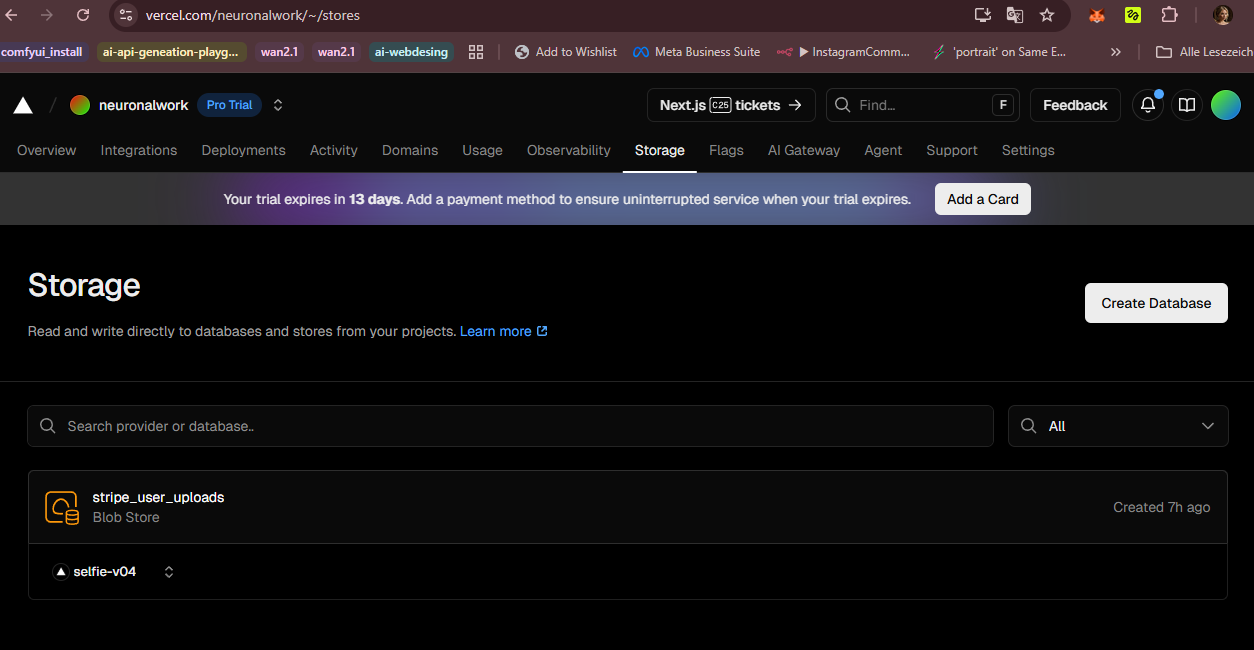 vercel.com/neuronalwork/~/stores
comfyui_install ai-api-geneation-playg... wan2.1 wan2.1 ai-webdesing Add to Wishlist Meta Business Suite InstagramComm... 'portrait' on Same E... » Alle Lesezeich
/ neuronalwork Pro Trial Next.js C25 tickets → Find... F Feedback
Overview Integrations Deployments Activity Domains Usage Observability Storage Flags AI Gateway Agent Support Settings
Your trial expires in 13 days. Add a payment method to ensure uninterrupted service when your trial expires. Add a Card
Storage
Create Database
Read and write directly to databases and stores from your projects. Learn more
Search provider or database.. All
stripe_user_uploads
Blob Store
Created 7h ago
selfie-v04